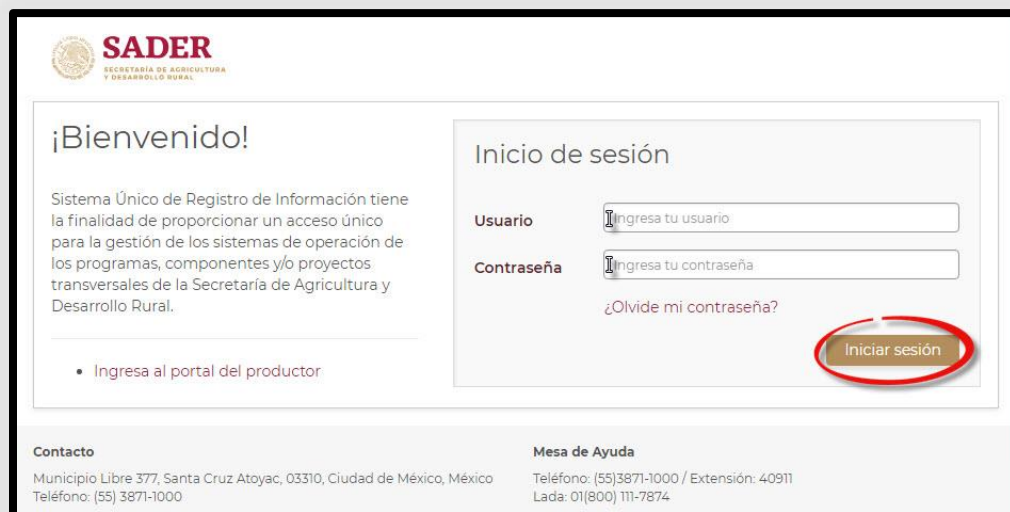 SADER
SECRETARÍA DE AGRICULTURA
Y DESARROLLO RURAL
¡Bienvenido!
Sistema Único de Registro de Información tiene
la finalidad de proporcionar un acceso único
para la gestión de los sistemas de operación de
los programas, componentes y/o proyectos
transversales de la Secretaría de Agricultura y
Desarrollo Rural.
• Ingresa al portal del productor
Inicio de sesión
Usuario
Ingresa tu usuario
Contraseña
Ingresa tu contraseña
¿Olvide mi contraseña?
Iniciar sesión
Contacto
Municipio Libre 377, Santa Cruz Atoyac, 03310, Ciudad de México, México
Teléfono: (55) 3871-1000
Mesa de Ayuda
Teléfono: (55)3871-1000 / Extensión: 40911
Lada: 01(800) 111-7874